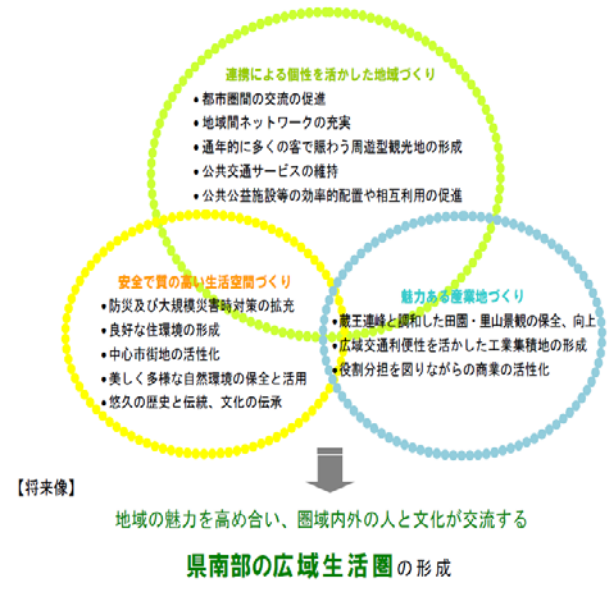 連携による個性を活かした地域づくり
•都市圏間の交流の促進
•地域間ネットワークの充実
•通年的に多くの客で賑わう周遊型観光地の形成
•公共交通サービスの維持
•公共公益施設等の効率的配置や相互利用の促進
安全で質の高い生活空間づくり
•防災及び大規模災害時対策の拡充
•良好な住環境の形成
•中心市街地の活性化
•美しく多様な自然環境の保全と活用
•悠久の歴史と伝統、文化の伝承
魅力ある産業地づくり
•蔵王連峰と調和した田園・里山景観の保全、向上
•広域交通利便性を活かした工業集積地の形成
•役割分担を図りながらの商業の活性化
【将来像】
地域の魅力を高め合い、圏域内外の人と文化が交流する
県南部の広域生活圏の形成